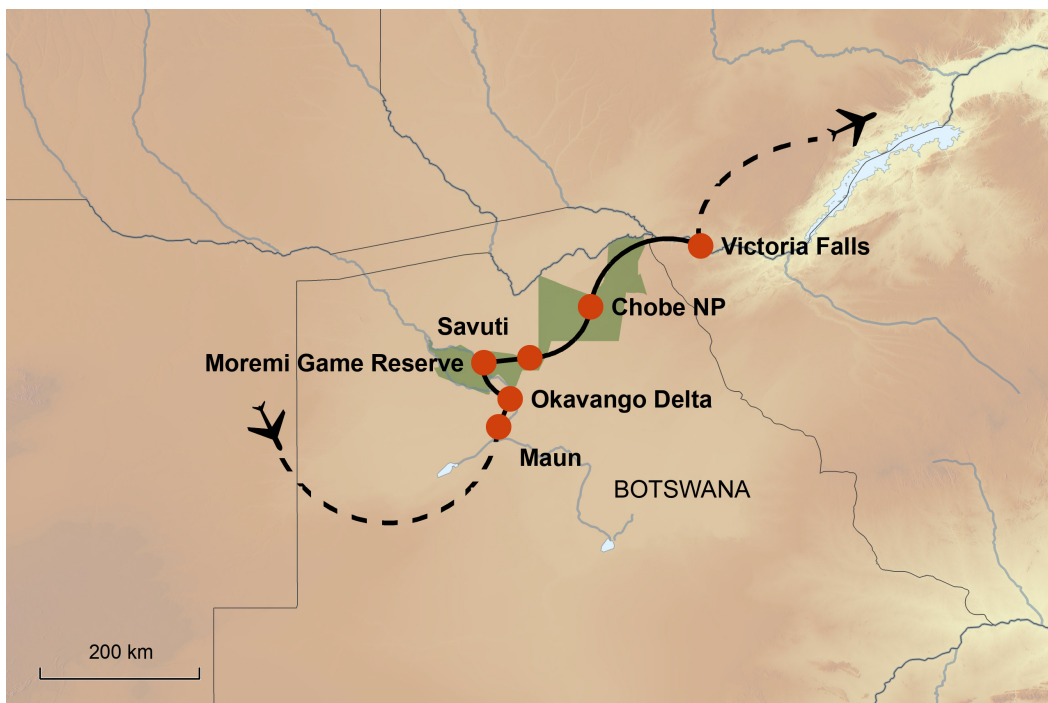 Victoria Falls
Chobe NP
Savuti
Moremi Game Reserve
Okavango Delta
Maun
BOTSWANA
200 km